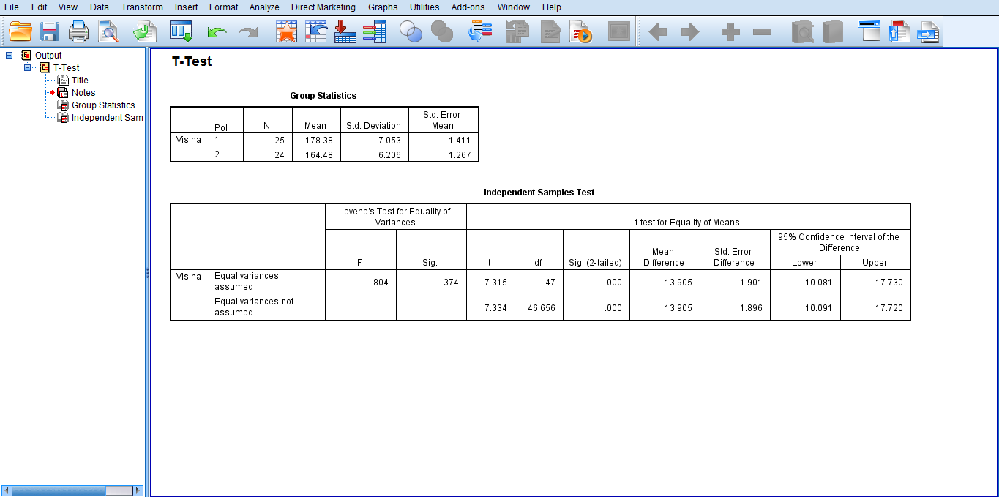 File Edit View Data Transform Insert Format Analyze Direct Marketing Graphs Utilities Add-ons Window Help
Output
T-Test
Title
Notes
Group Statistics
Independent Sam
T-Test
Group Statistics
Pol N Mean Std. Deviation Std. Error Mean
Visina 1 25 178.38 7.053 1.411
2 24 164.48 6.206 1.267
Independent Samples Test
Levene's Test for Equality of Variances t-test for Equality of Means
95% Confidence Interval of the Difference
F Sig. t df Sig. (2-tailed) Mean Difference Std. Error Difference Lower Upper
Visina Equal variances assumed .804 .374 7.315 47 .000 13.905 1.901 10.081 17.730
Equal variances not assumed 7.334 46.656 .000 13.905 1.896 10.091 17.720